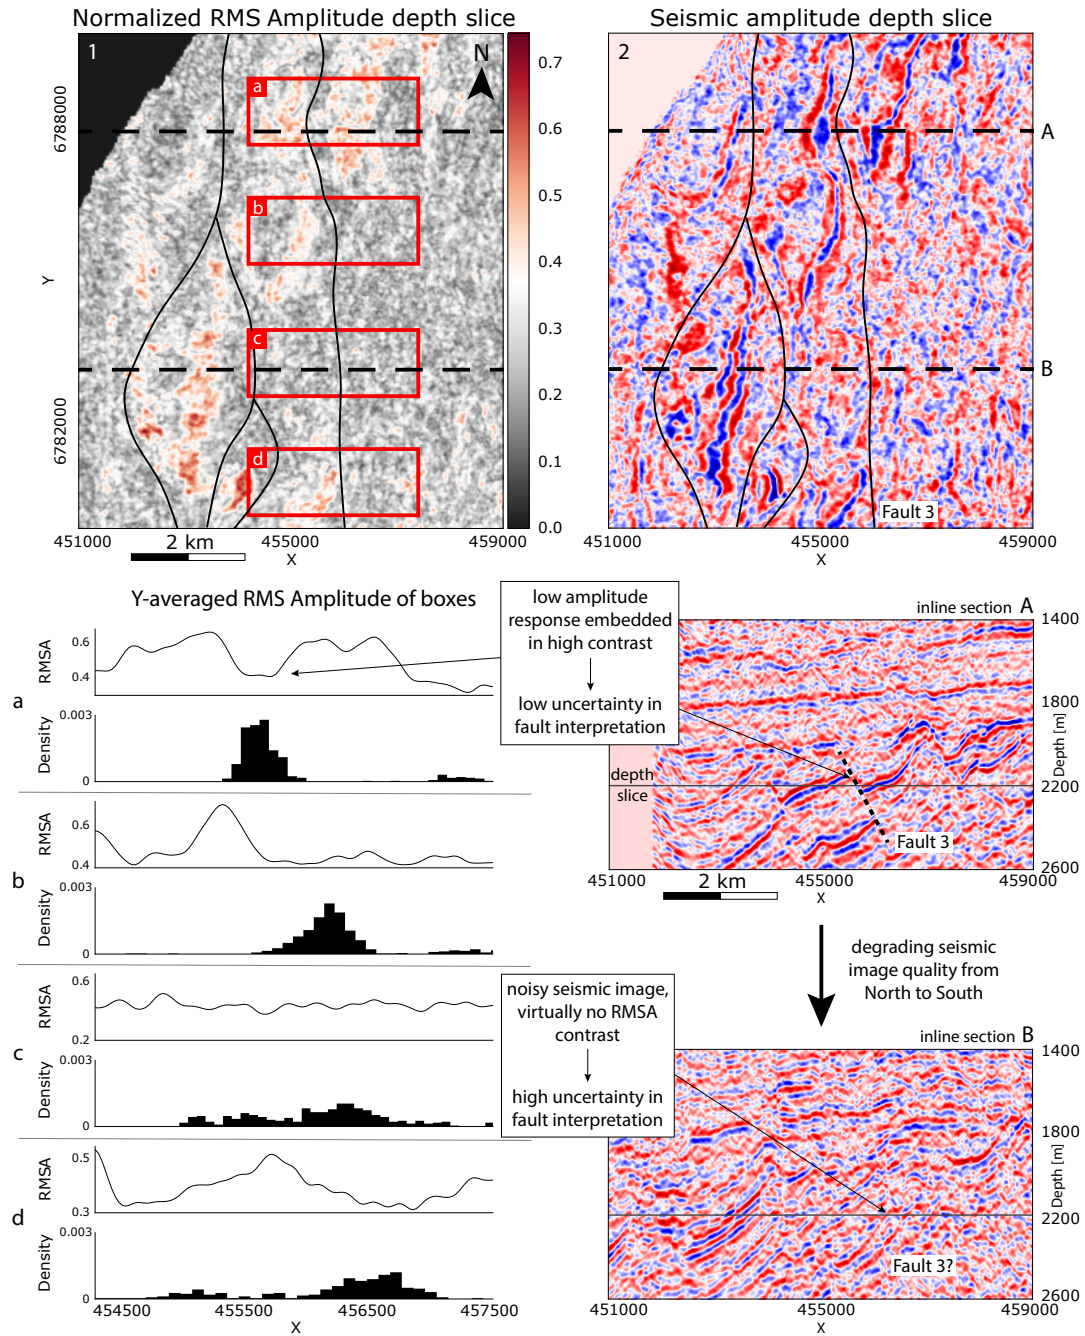 Normalized RMS Amplitude depth slice
1
N
a
b
c
d
Y
6788000
6782000
451000
455000
459000
2 km
X
0.7
0.6
0.5
0.4
0.3
0.2
0.1
0.0
Seismic amplitude depth slice
2
A
B
Fault 3
451000
455000
459000
X
Y-averaged RMS Amplitude of boxes
a
RMSA
0.6
0.4
Density
0.003
0
b
RMSA
0.6
0.4
Density
0.003
0
c
RMSA
0.6
0.2
Density
0.003
0
d
RMSA
0.5
0.3
Density
0.003
0
454500
455500
456500
457500
X
low amplitude
response embedded
in high contrast
low uncertainty in
fault interpretation
inline section A
1400
1800
2200
2600
Depth [m]
depth
slice
Fault 3
451000
455000
459000
2 km
X
degrading seismic
image quality from
North to South
noisy seismic image,
virtually no RMSA
contrast
high uncertainty in
fault interpretation
inline section B
1400
1800
2200
2600
Depth [m]
Fault 3?
451000
455000
459000
X